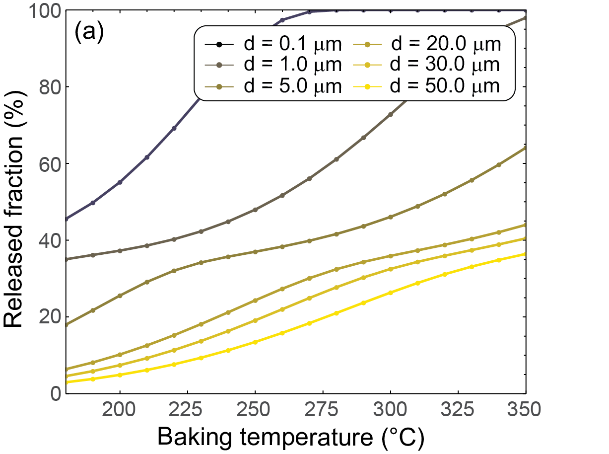 (a)
d = 0.1 μm
d = 20.0 μm
d = 1.0 μm
d = 30.0 μm
d = 5.0 μm
d = 50.0 μm
Released fraction (%)
100
80
60
40
20
0
200
225
250
275
300
325
350
Baking temperature (°C)